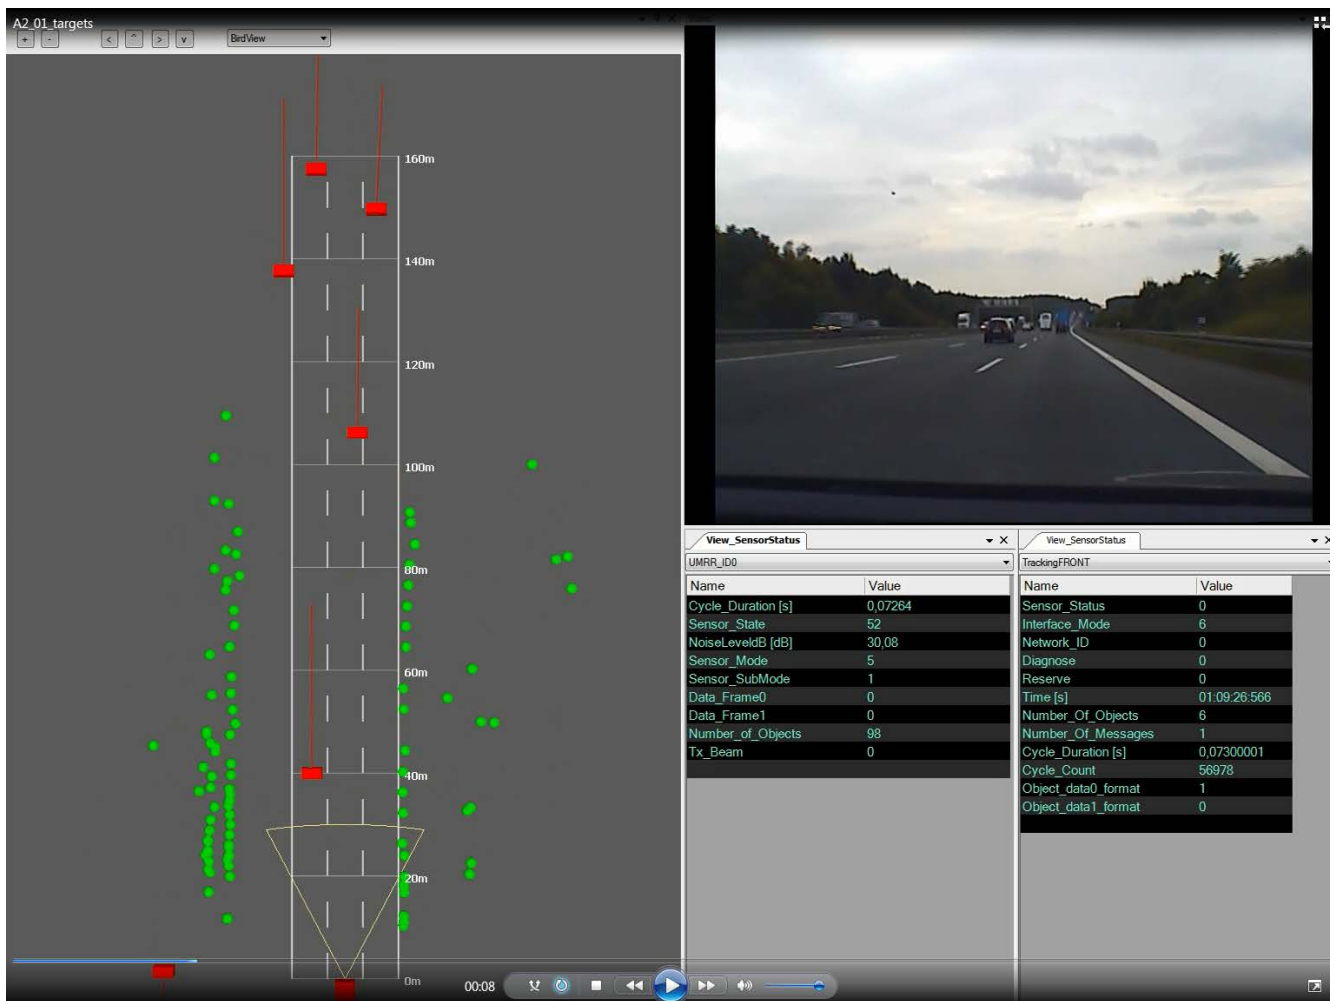 A2_01_targets
+ - < ^ > v BirdView
160m
140m
120m
100m
80m
60m
40m
20m
0m
00:08
View_SensorStatus
UMRR_ID0
Name Value
Cycle_Duration [s] 0,07264
Sensor_State 52
NoiseLeveldB [dB] 30,08
Sensor_Mode 5
Sensor_SubMode 1
Data_Frame0 0
Data_Frame1 0
Number_of_Objects 98
Tx_Beam 0
View_SensorStatus
TrackingFRONT
Name Value
Sensor_Status 0
Interface_Mode 6
Network_ID 0
Diagnose 0
Reserve 0
Time [s] 01:09:26:566
Number_Of_Objects 6
Number_Of_Messages 1
Cycle_Duration [s] 0,07300001
Cycle_Count 56978
Object_data0_format 1
Object_data1_format 0